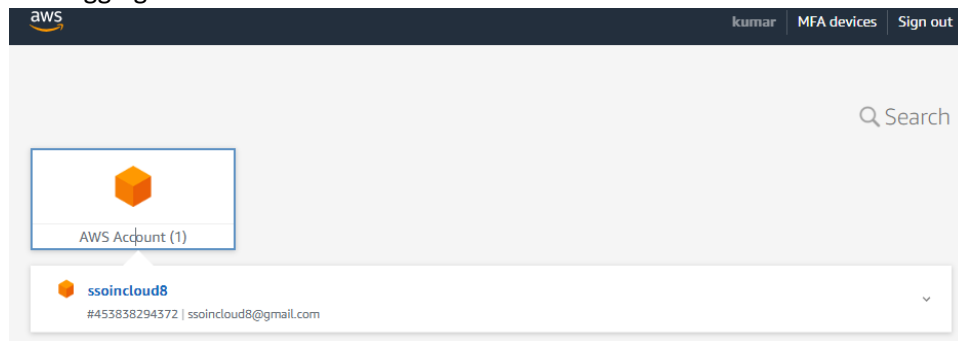 aws
kumar MFA devices Sign out
Search
AWS Account (1)
ssoincloud8
#453838294372 | ssoincloud8@gmail.com